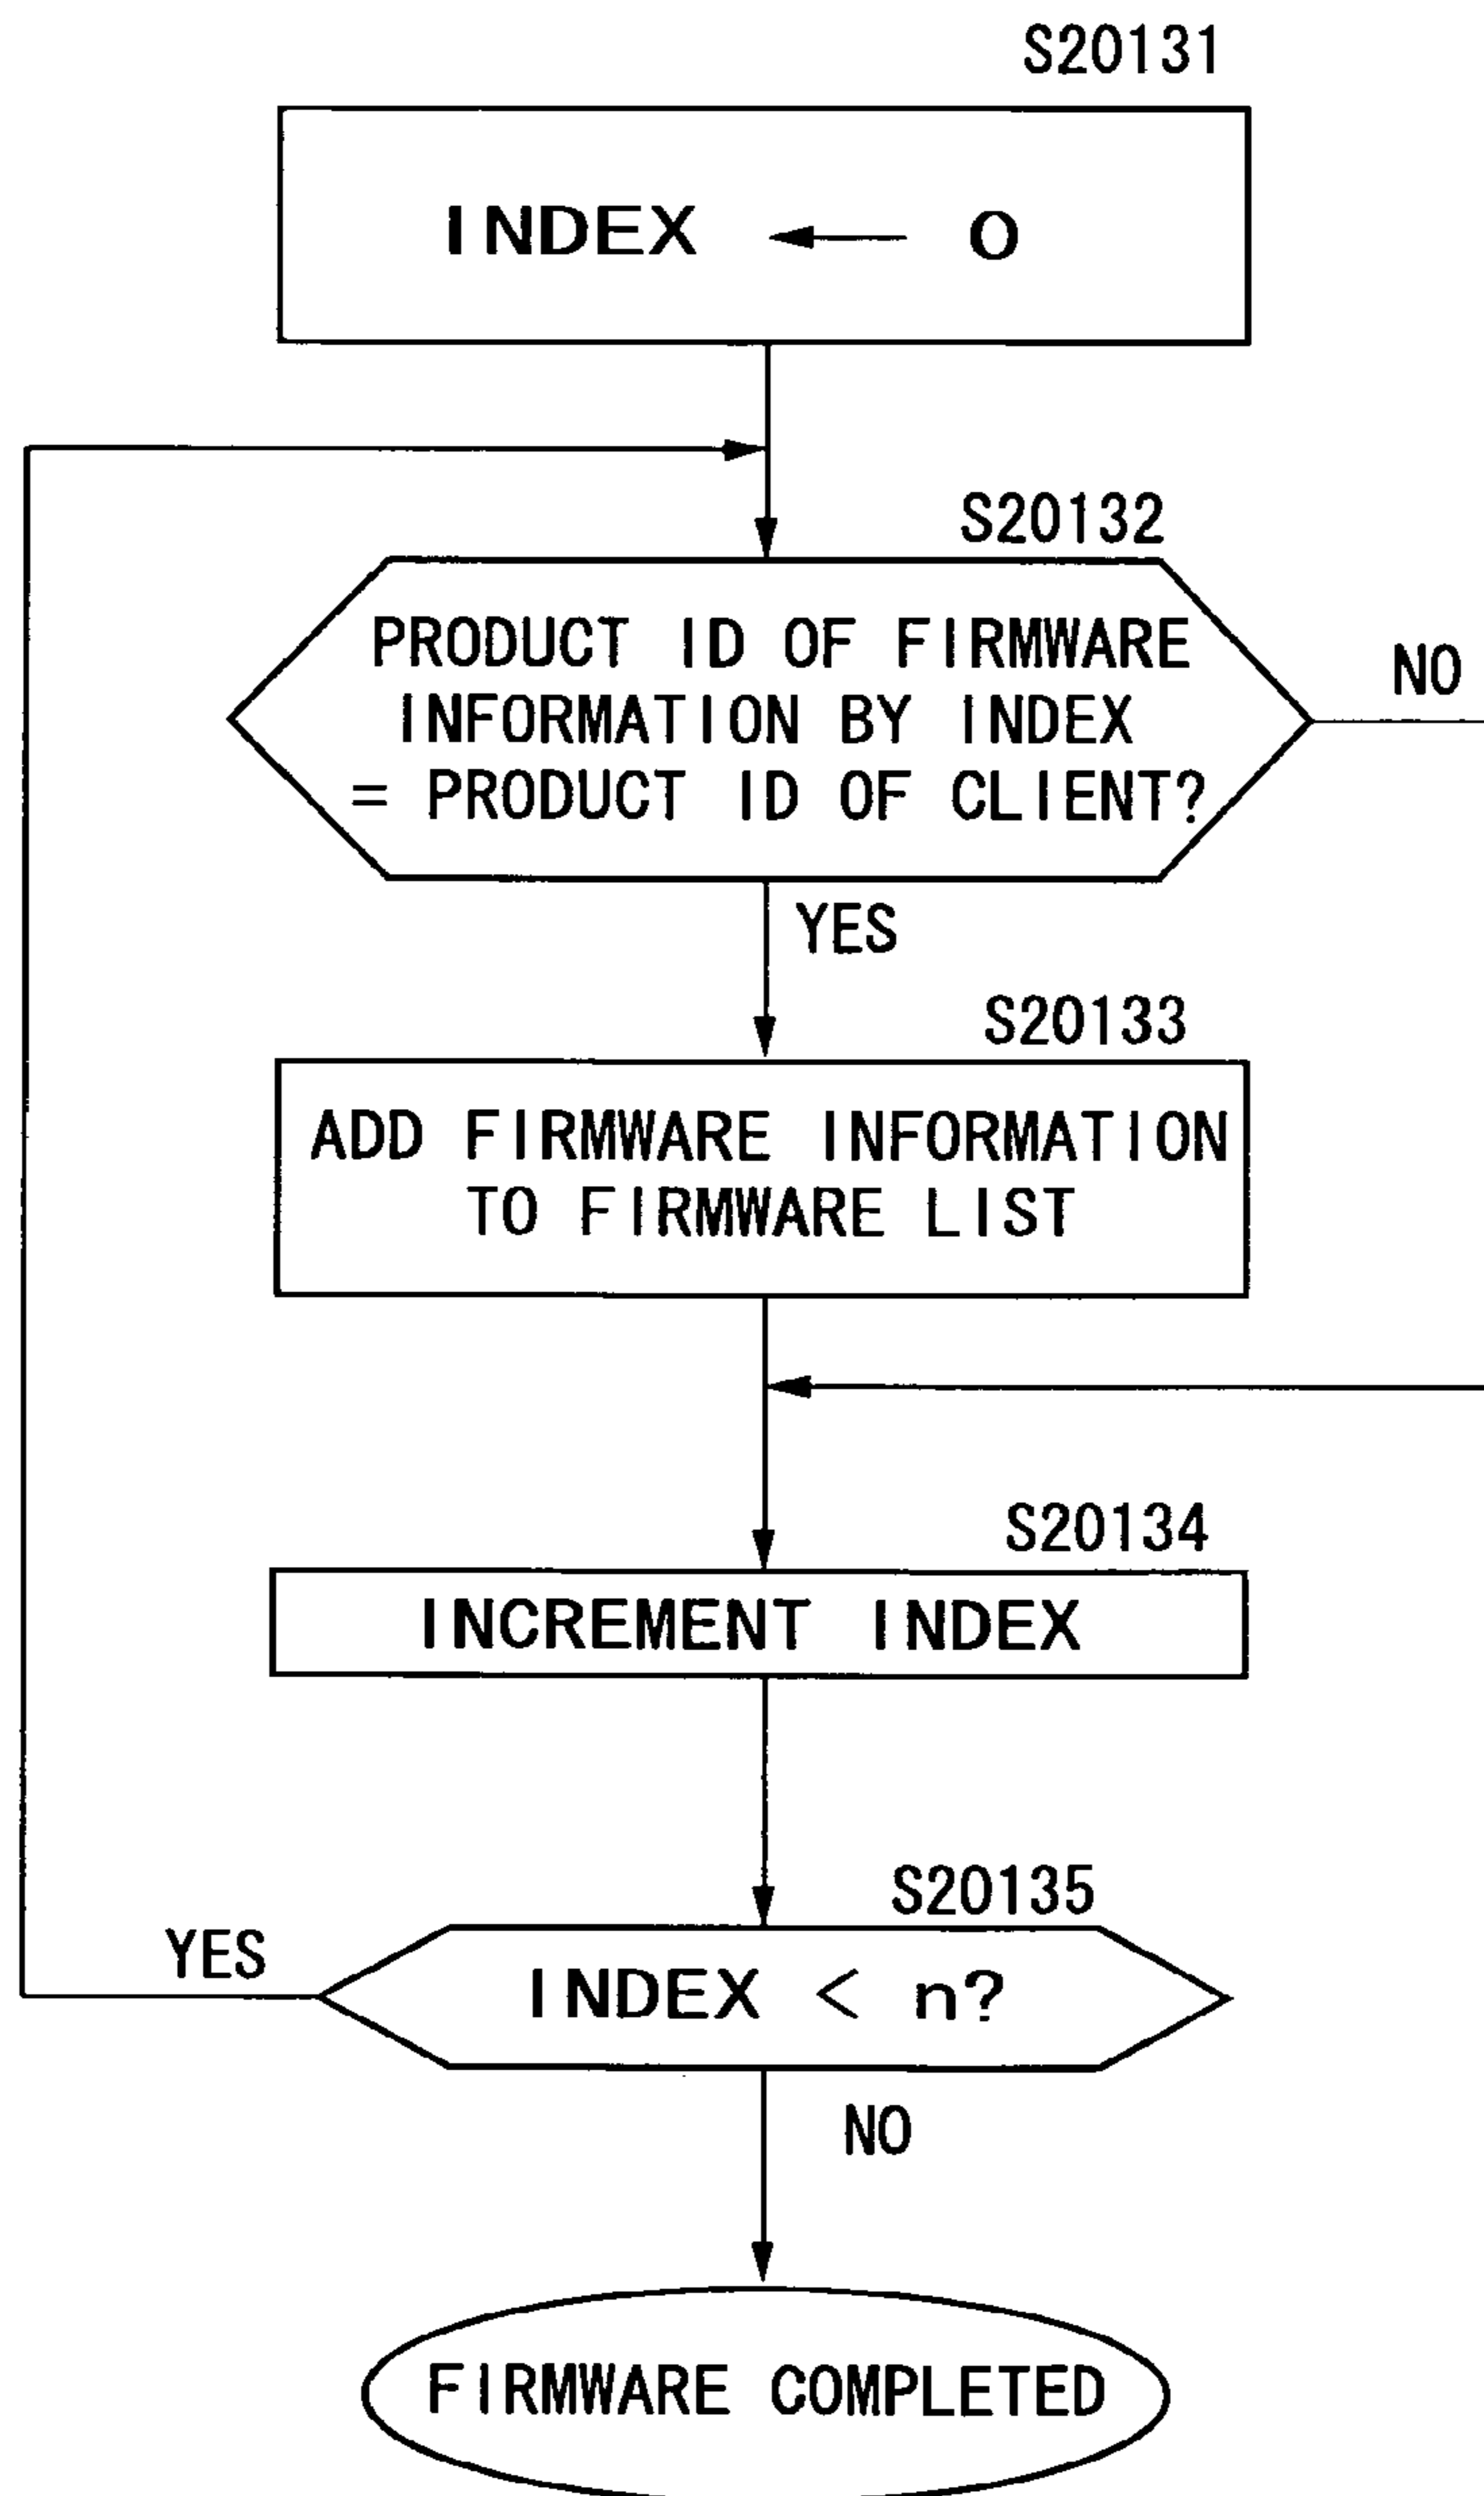 S20131
INDEX ← 0
S20132
PRODUCT ID OF FIRMWARE
INFORMATION BY INDEX
= PRODUCT ID OF CLIENT?
NO
YES
S20133
ADD FIRMWARE INFORMATION
TO FIRMWARE LIST
S20134
INCREMENT INDEX
S20135
YES
INDEX < n?
NO
FIRMWARE COMPLETED